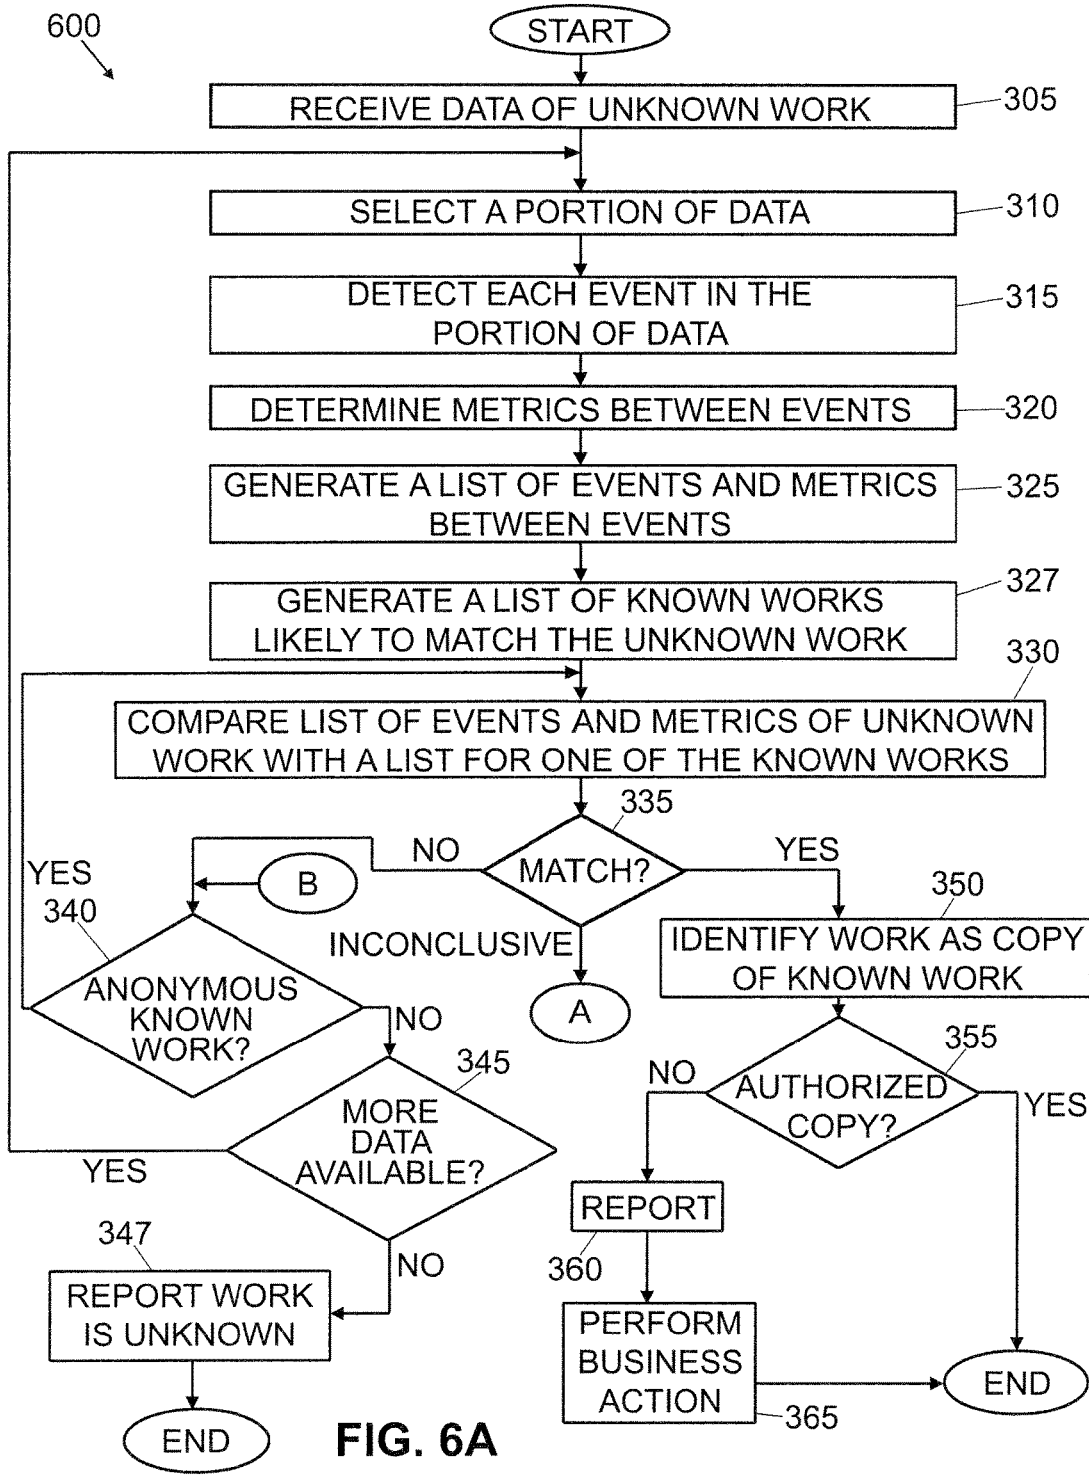 600
START
RECEIVE DATA OF UNKNOWN WORK
305
SELECT A PORTION OF DATA
310
DETECT EACH EVENT IN THE
PORTION OF DATA
315
DETERMINE METRICS BETWEEN EVENTS
320
GENERATE A LIST OF EVENTS AND METRICS
BETWEEN EVENTS
325
GENERATE A LIST OF KNOWN WORKS
LIKELY TO MATCH THE UNKNOWN WORK
327
330
COMPARE LIST OF EVENTS AND METRICS OF UNKNOWN
WORK WITH A LIST FOR ONE OF THE KNOWN WORKS
335
MATCH?
NO
YES
INCONCLUSIVE
A
B
YES
340
ANONYMOUS
KNOWN
WORK?
NO
345
MORE
DATA
AVAILABLE?
YES
NO
347
REPORT WORK
IS UNKNOWN
END
350
IDENTIFY WORK AS COPY
OF KNOWN WORK
355
AUTHORIZED
COPY?
NO
YES
REPORT
360
PERFORM
BUSINESS
ACTION
365
END
FIG. 6A